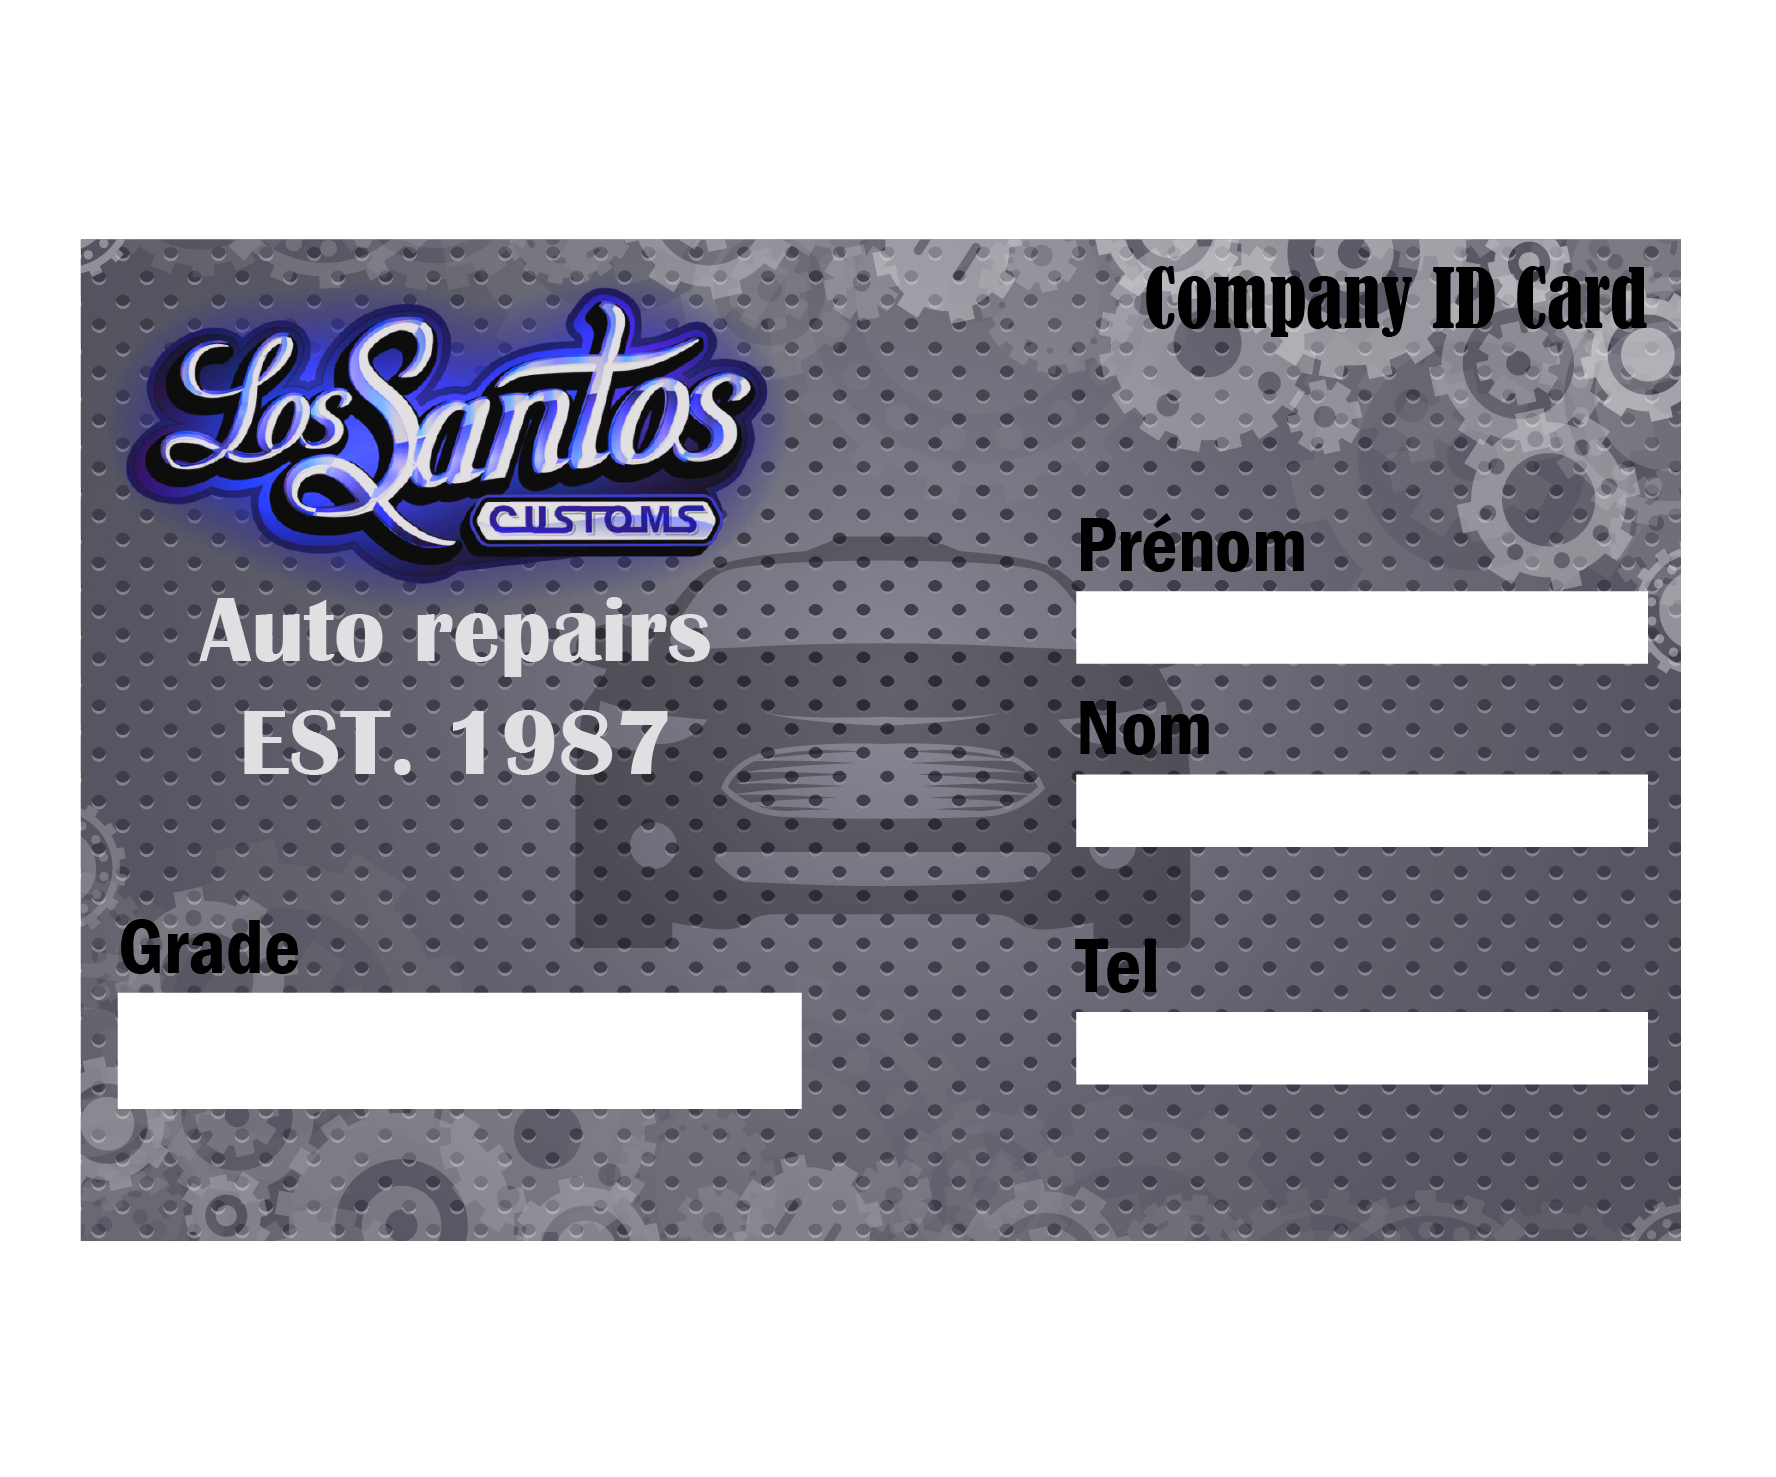 Company ID Card
Los Santos
CUSTOMS
Auto repairs
EST. 1987
Prénom
Nom
Grade
Tel